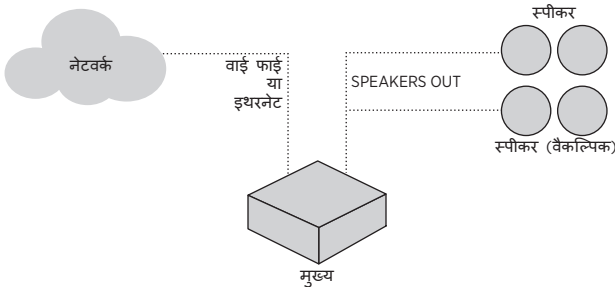 स्पीकर
नेटवर्क
वाई फाई
या
इथरनेट
SPEAKERS OUT
स्पीकर (वैकल्पिक)
मुख्य